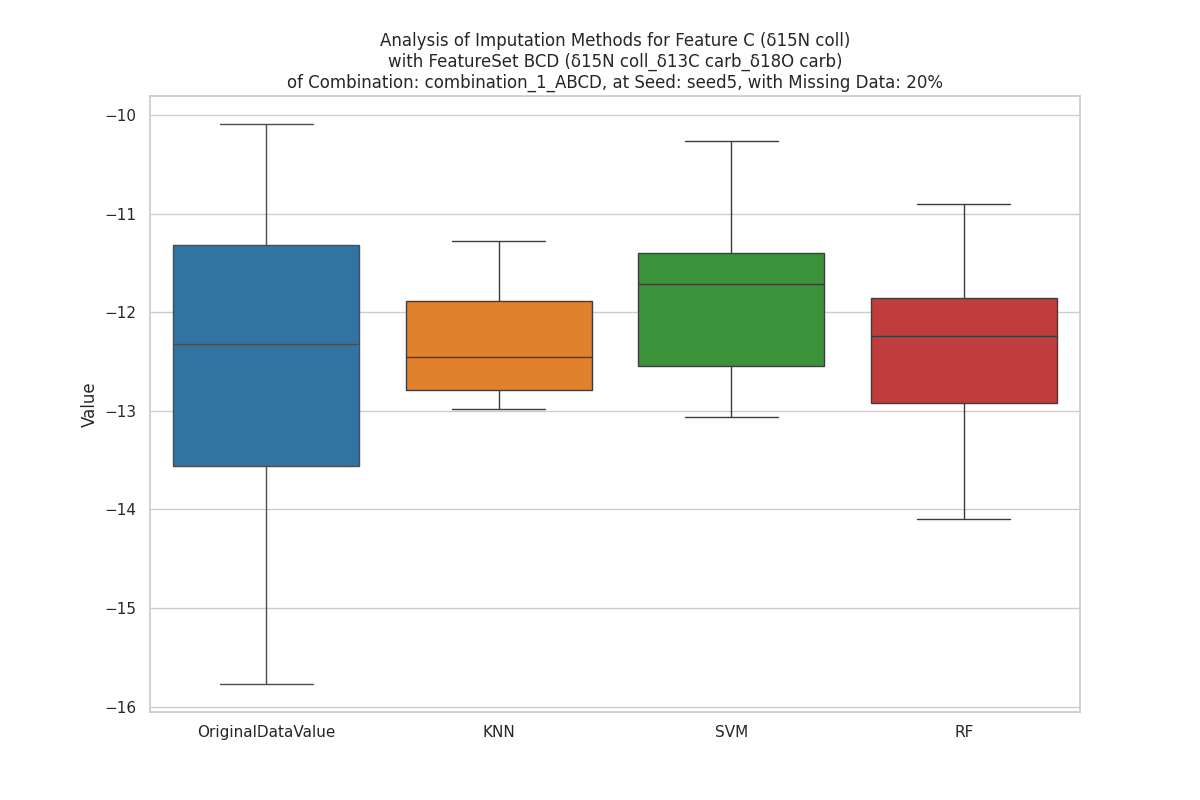 Analysis of Imputation Methods for Feature C (δ15N coll)
with FeatureSet BCD (δ15N coll_δ13C carb_δ18O carb)
of Combination: combination_1_ABCD, at Seed: seed5, with Missing Data: 20%
−10
−11
−12
−13
−14
−15
−16
Value
OriginalDataValue
KNN
SVM
RF